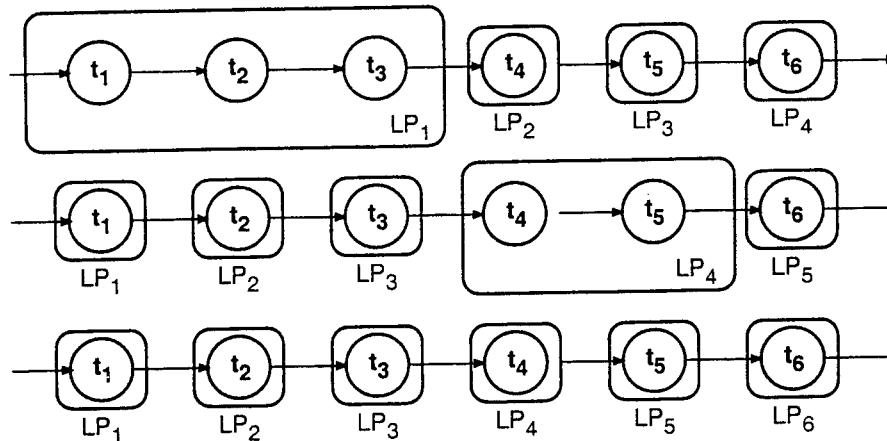 t1 t2 t3 t4 t5 t6
LP1 LP2 LP3 LP4
t1 t2 t3 t4 t5 t6
LP1 LP2 LP3 LP4 LP5
t1 t2 t3 t4 t5 t6
LP1 LP2 LP3 LP4 LP5 LP6